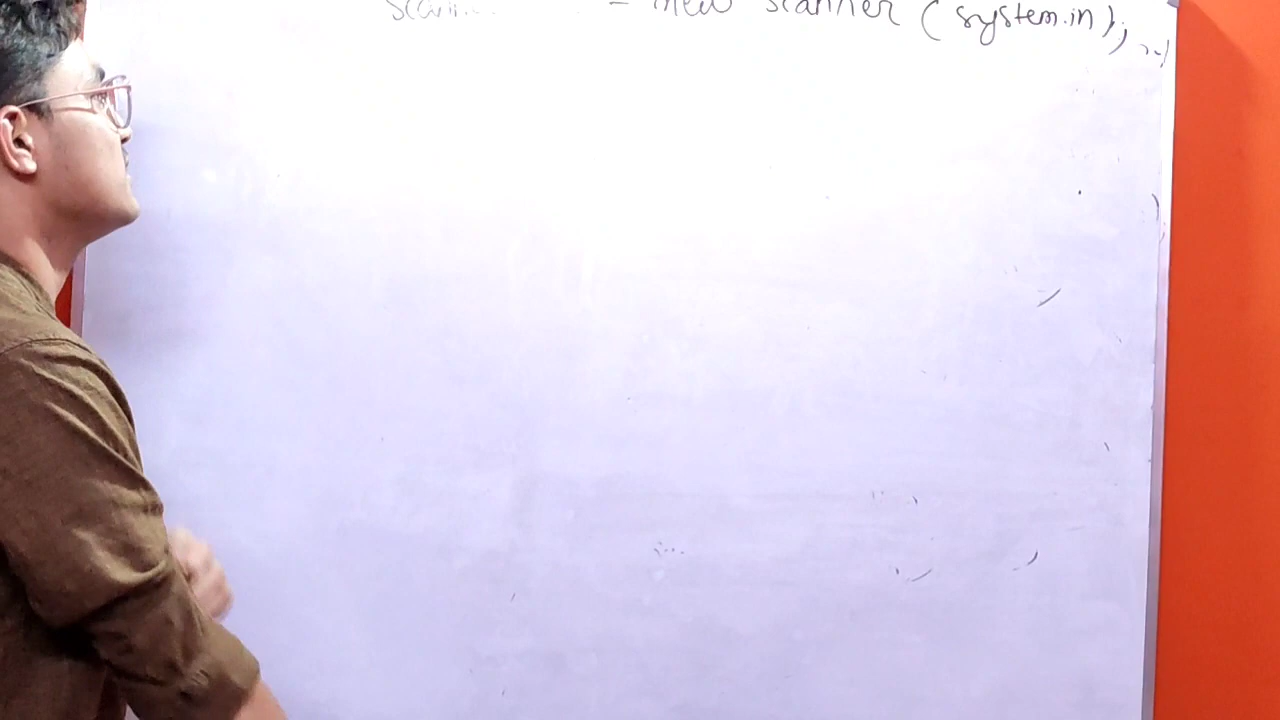 = new Scanner (System.in);